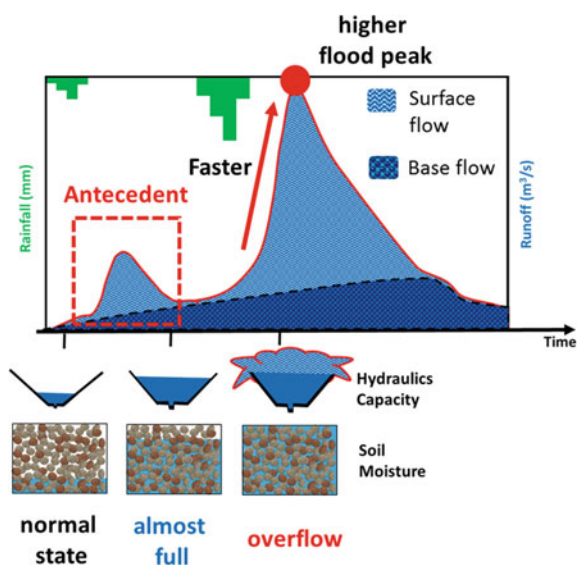 higher
flood peak
Surface
flow
Faster
Base flow
Antecedent
Rainfall (mm)
Runoff (m³/s)
Time
Hydraulics
Capacity
Soil
Moisture
normal
state
almost
full
overflow